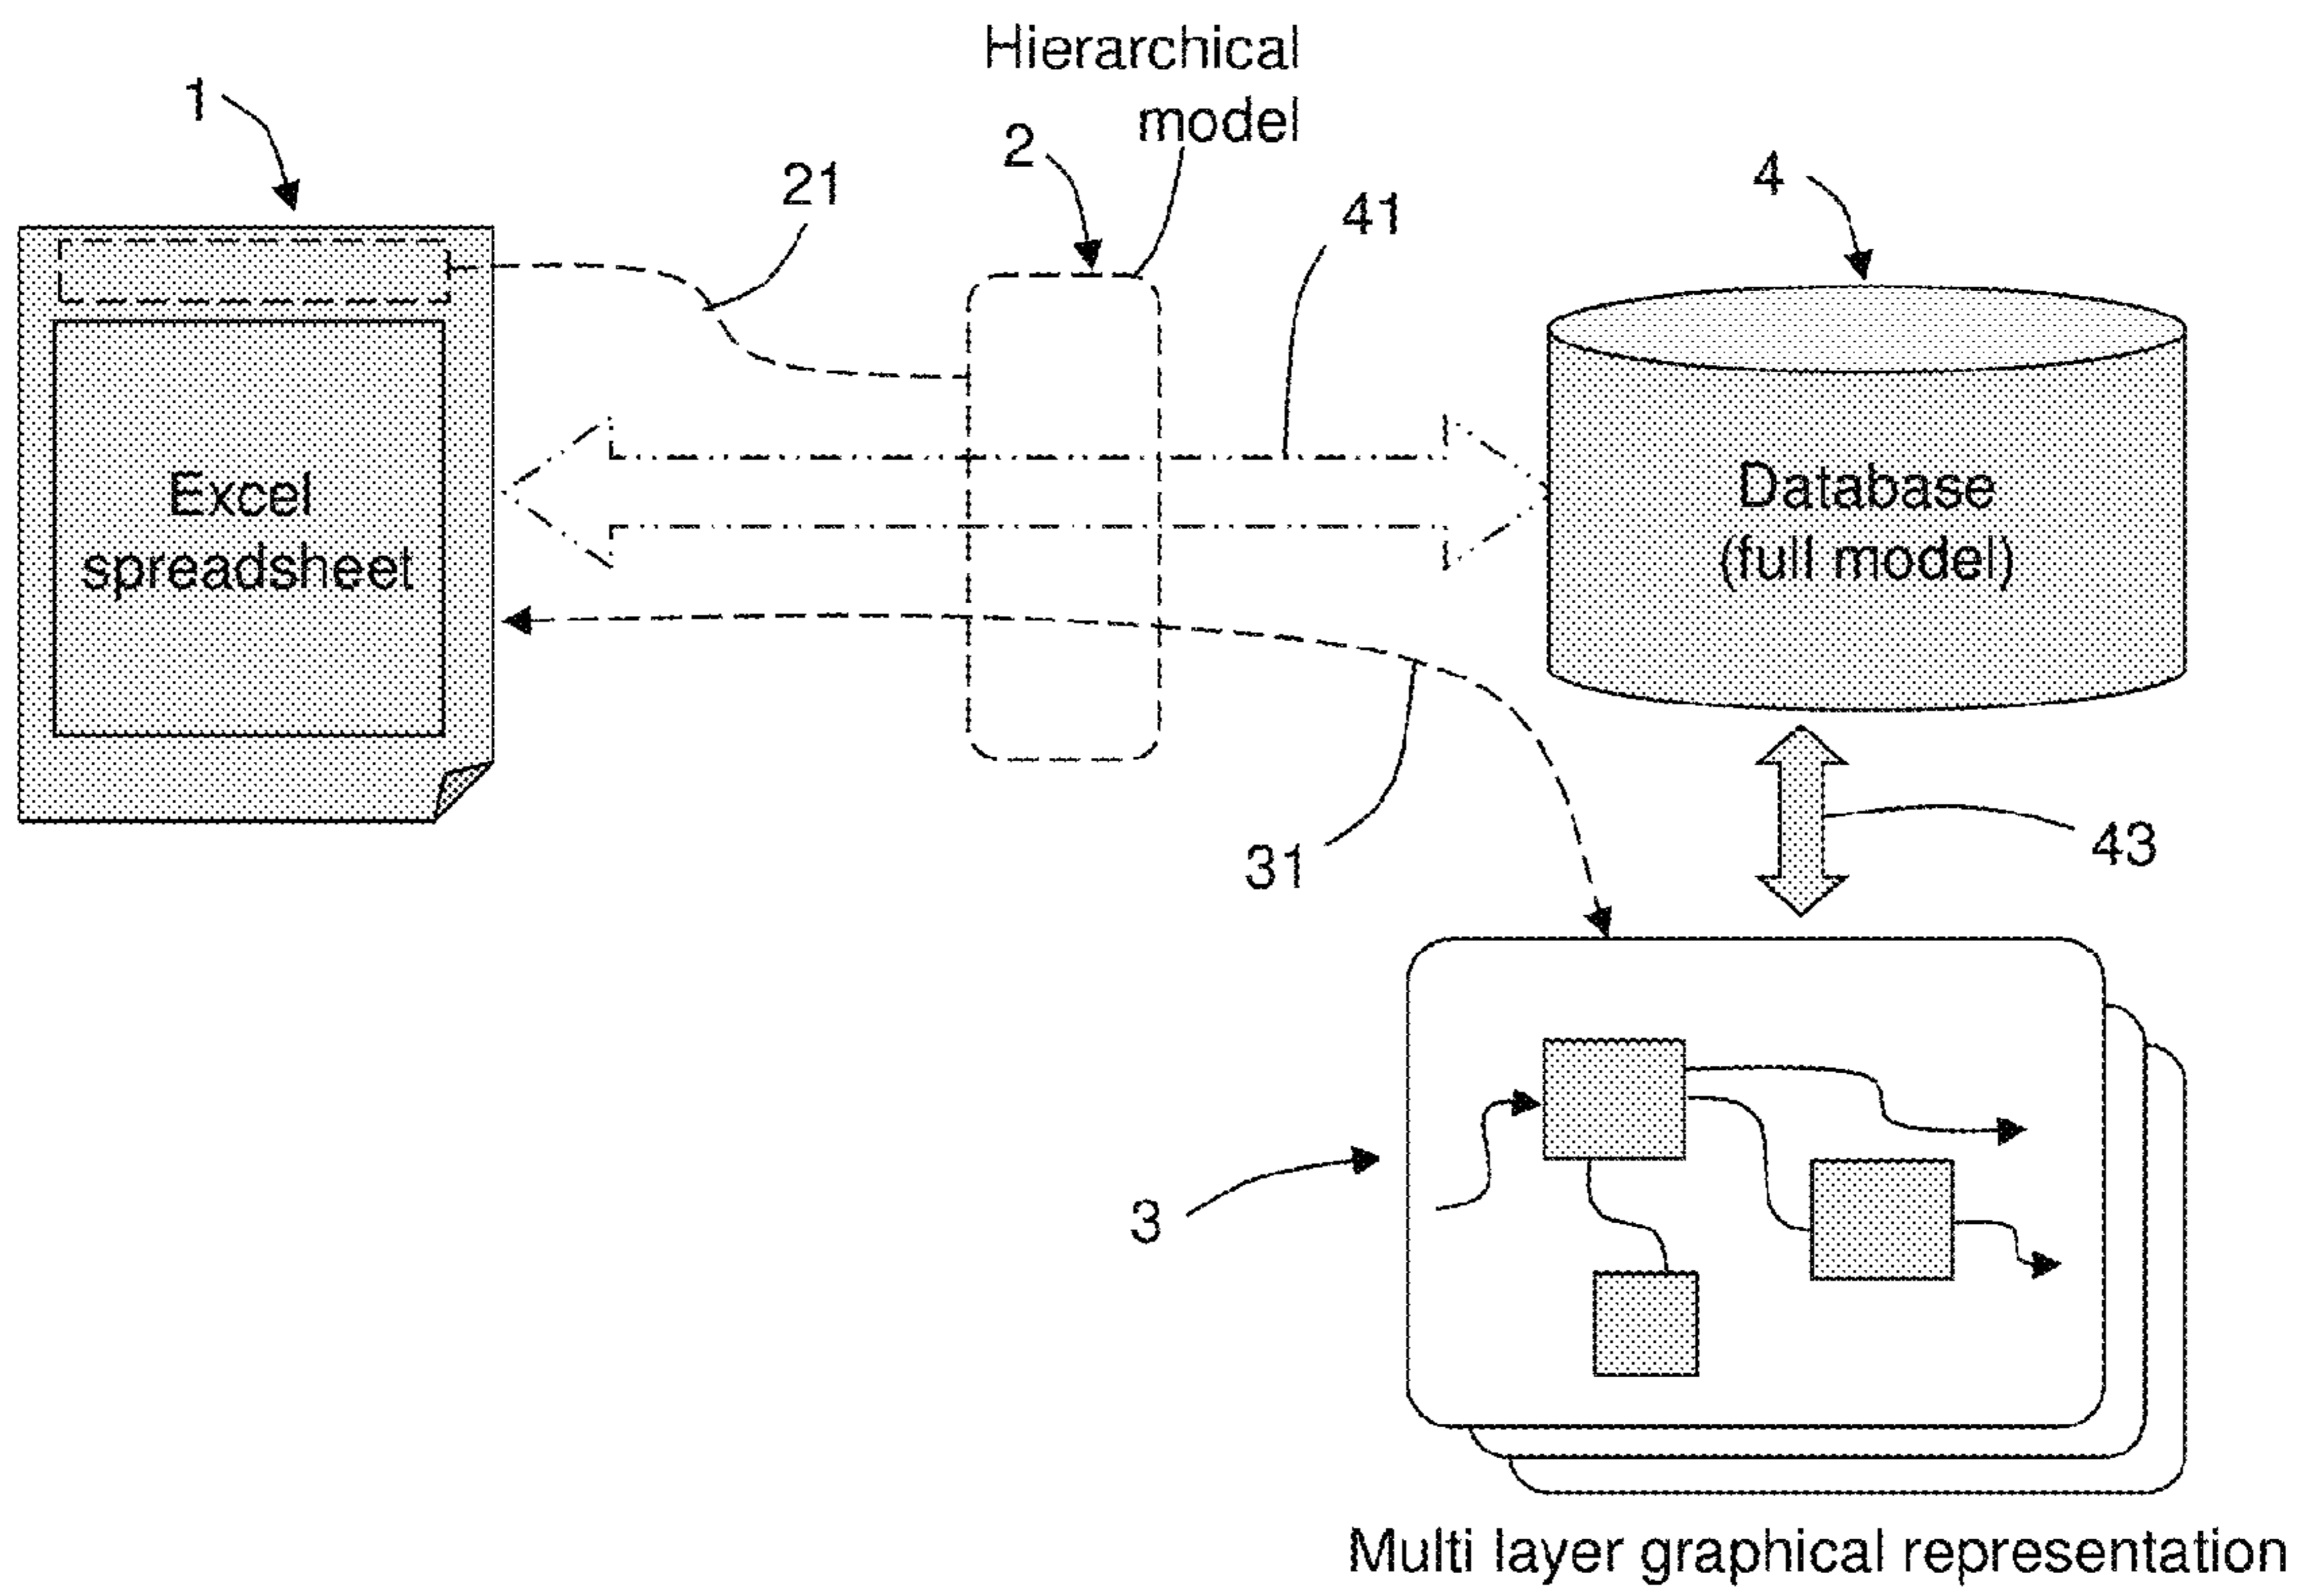 Hierarchical
model
1
2
21
41
4
Excel
spreadsheet
Database
(full model)
31
43
3
Multi layer graphical representation